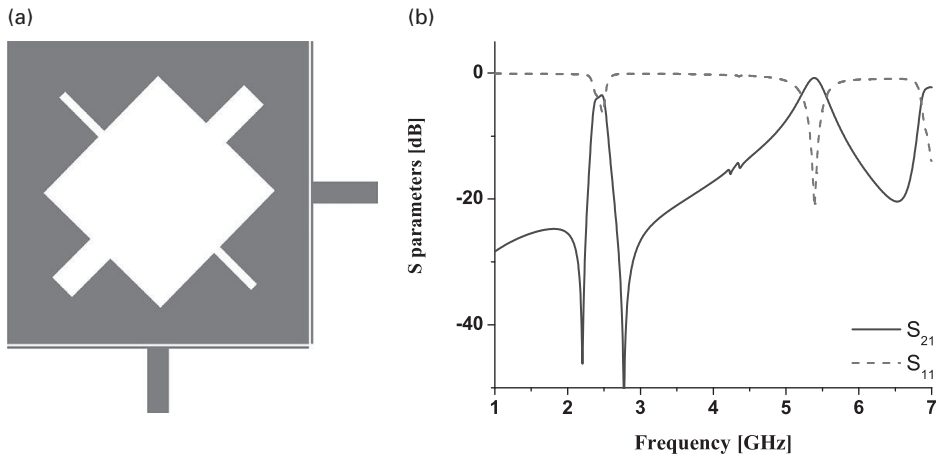 (a)
(b)
0
-20
-40
S parameters [dB]
S21
S11
1 2 3 4 5 6 7
Frequency [GHz]